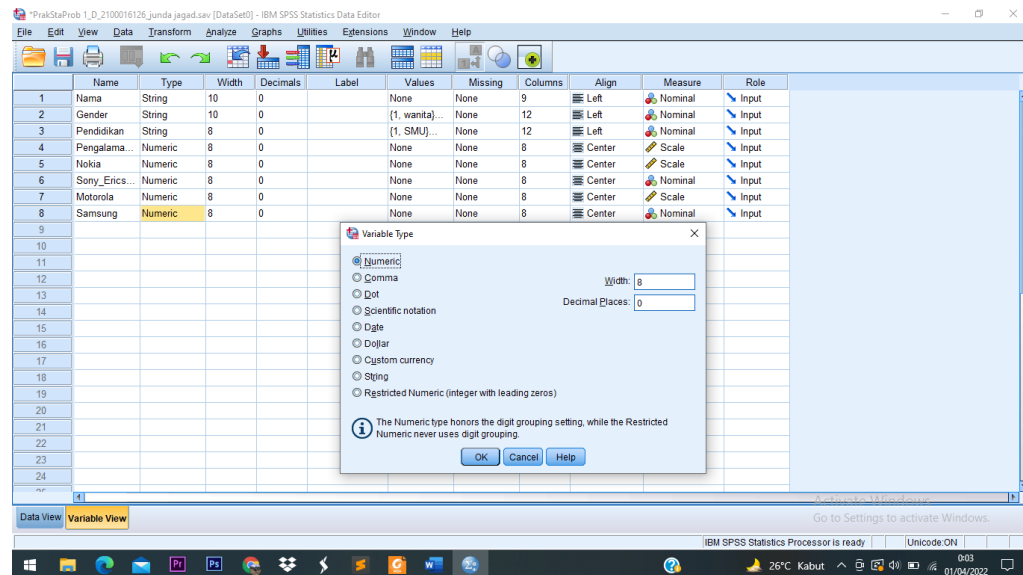 *PrakStaProb 1_D_2100016126_junda jagad.sav [DataSet0] - IBM SPSS Statistics Data Editor
File Edit View Data Transform Analyze Graphs Utilities Extensions Window Help
Name Type Width Decimals Label Values Missing Columns Align Measure Role
1 Nama String 10 0 None None 9 Left Nominal Input
2 Gender String 10 0 {1, wanita}... None 12 Left Nominal Input
3 Pendidikan String 8 0 {1, SMU}... None 12 Left Nominal Input
4 Pengalama... Numeric 8 0 None None 8 Center Scale Input
5 Nokia Numeric 8 0 None None 8 Center Scale Input
6 Sony_Erics... Numeric 8 0 None None 8 Center Nominal Input
7 Motorola Numeric 8 0 None None 8 Center Scale Input
8 Samsung Numeric 8 0 None None 8 Center Nominal Input
9
10
11
12
13
14
15
16
17
18
19
20
21
22
23
24
Variable Type
Numeric
Comma
Dot
Scientific notation
Date
Dollar
Custom currency
String
Restricted Numeric (integer with leading zeros)
Width: 8
Decimal Places: 0
The Numeric type honors the digit grouping setting, while the Restricted
Numeric never uses digit grouping.
OK Cancel Help
Activate Windows
Go to Settings to activate Windows.
Data View Variable View
IBM SPSS Statistics Processor is ready Unicode:ON
Pr Ps
26°C Kabut 0:03
01/04/2022